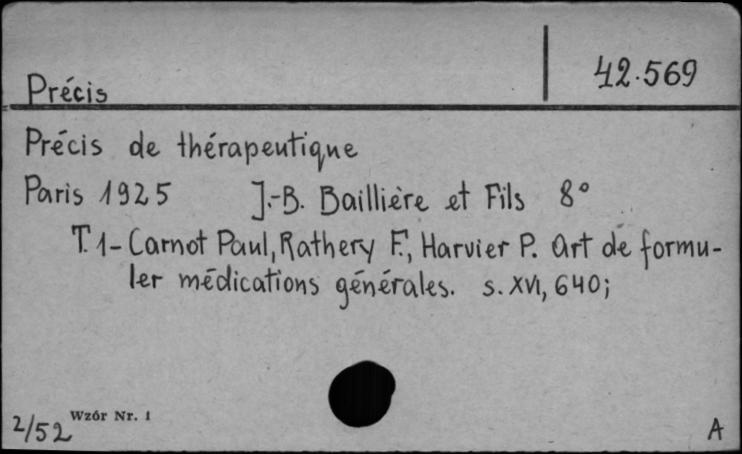 Précis
42.569
Précis de thérapeutique
Paris 1925 J.-B. Baillière et Fils 8°
T. 1 - Carnot Paul, Rathery F., Harvier P. Art de formu-
ler médications générales. s. XVI, 640;
2/52 Wzór Nr. 1
A